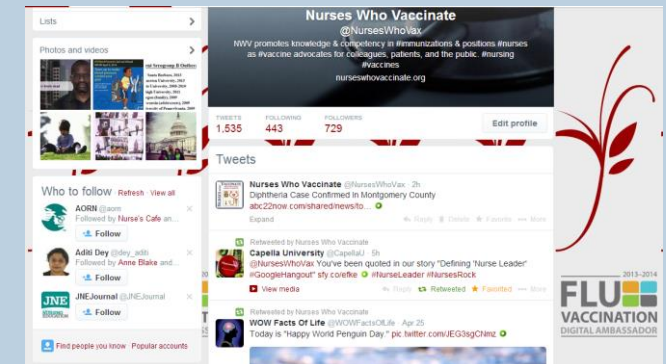 Lists
Photos and videos
Who to follow · Refresh · View all
AORN @aorn
Followed by Nurse's Cafe an...
Follow
Aditi Dey @dey_aditi
Followed by Anne Blake and...
Follow
JNE
JNEJournal @JNEJournal
Follow
Find people you know · Popular accounts
Nurses Who Vaccinate
@NursesWhoVax
NWV promotes knowledge & competency in #immunizations & positions #nurses
as #vaccine advocates for colleagues, patients, and the public. #nursing
#vaccines
nurseswhovaccinate.org
TWEETS
1,535
FOLLOWING
443
FOLLOWERS
729
Edit profile
Tweets
Nurses Who Vaccinate @NursesWhoVax · 2h
Diphtheria Case Confirmed In Montgomery County
abc22now.com/shared/news/to...
Expand
Reply Delete Favorite More
Retweeted by Nurses Who Vaccinate
Capella University @CapellaU · 5h
@NursesWhoVax You've been quoted in our story "Defining 'Nurse Leader'
#GoogleHangout" sfy.co/efke #NurseLeader #NursesRock
View media
Reply Retweeted Favorited More
Retweeted by Nurses Who Vaccinate
WOW Facts Of Life @WOWFactsOfLife · Apr 25
Today is "Happy World Penguin Day." pic.twitter.com/JEG3sgCNmz
2013–2014
FLU
VACCINATION
DIGITAL AMBASSADOR